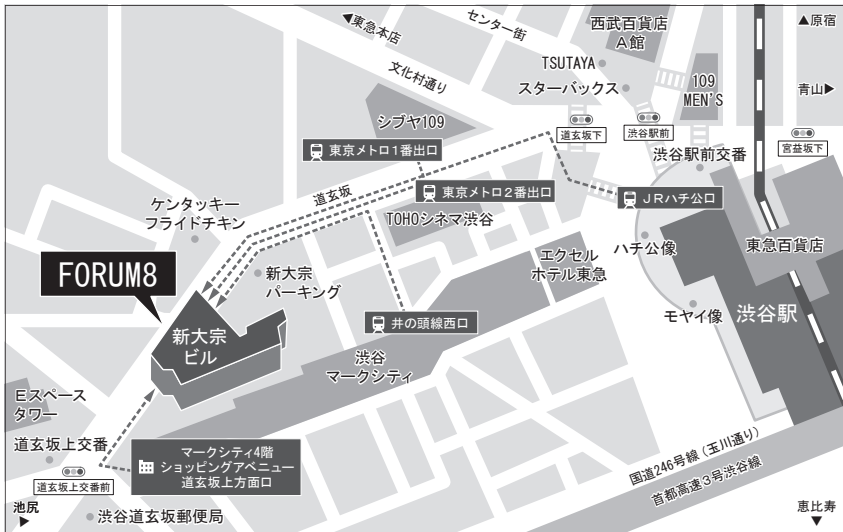 ◀東急本店
センター街
西武百貨店
A館
▲原宿
TSUTAYA
スターバックス
109
MEN'S
青山▶
文化村通り
シブヤ109
道玄坂下
渋谷駅前
宮益坂下
東京メトロ1番出口
渋谷駅前交番
道玄坂
東京メトロ2番出口
JRハチ公口
ケンタッキー
フライドチキン
TOHOシネマ渋谷
ハチ公像
東急百貨店
エクセル
ホテル東急
FORUM8
新大宗
パーキング
モヤイ像
渋谷駅
井の頭線西口
新大宗
ビル
渋谷
マークシティ
Eスペース
タワー
道玄坂上交番
マークシティ4階
ショッピングアベニュー
道玄坂上方面口
国道246号線(玉川通り)
首都高速3号渋谷線
道玄坂上交番前
池尻
▼
渋谷道玄坂郵便局
恵比寿
▼